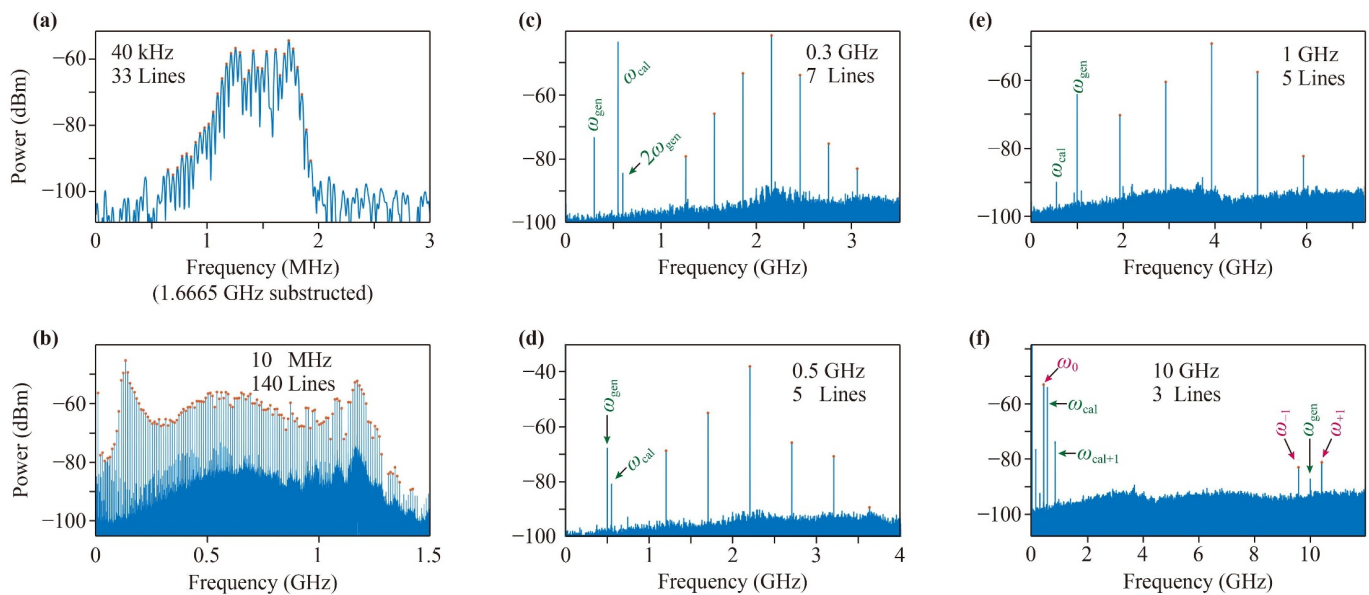 (a)
40 kHz
33 Lines
Power (dBm)
−60
−80
−100
0 1 2 3
Frequency (MHz)
(1.6665 GHz substructed)
(b)
10 MHz
140 Lines
Power (dBm)
−60
−80
−100
0 0.5 1 1.5
Frequency (GHz)
(c)
0.3 GHz
7 Lines
ωgen
ωcal
2ωgen
−60
−80
−100
0 1 2 3
Frequency (GHz)
(d)
0.5 GHz
5 Lines
ωgen
ωcal
−40
−60
−80
−100
0 1 2 3 4
Frequency (GHz)
(e)
1 GHz
5 Lines
ωgen
ωcal
−60
−80
−100
0 2 4 6
Frequency (GHz)
(f)
10 GHz
3 Lines
ω0
ωcal
ωcal+1
ω−1
ωgen
ω+1
−60
−80
−100
0 2 4 6 8 10
Frequency (GHz)